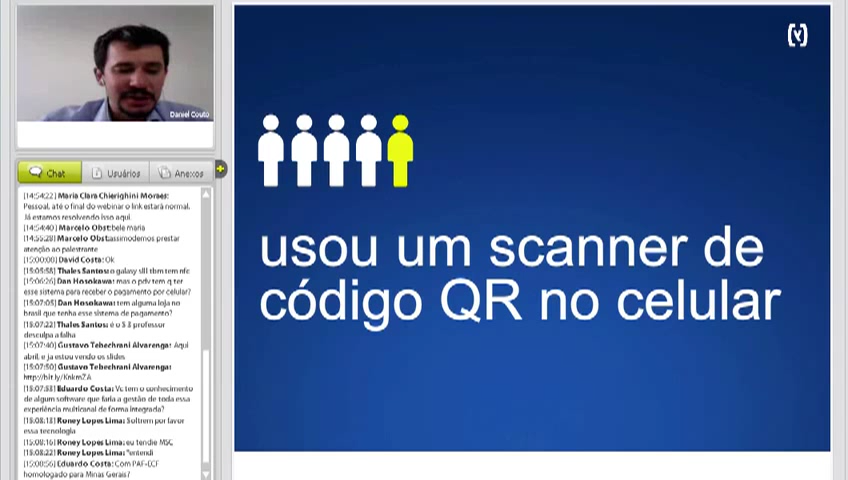 Daniel Couto
Chat
Usuários
Anexos
[14:54:22] Maria Clara Chierighini Moraes:
Pessoal, até o final do webinar o link estará normal.
Já estamos resolvendo isso aqui.
[14:54:40] Marcelo Obst: bele maria
[14:55:28] Marcelo Obst: assimodemos prestar
atenção ao palestrante
[15:00:00] David Costa: Ok
[15:05:58] Thales Santos: o galaxy sIII tbm tem nfc
[15:06:26] Dan Hosokawa: mas o pdv tem q ter
esse sistema para receber o pagamento por celular?
[15:07:05] Dan Hosokawa: tem alguma loja no
brasil que tenha esse sistema de pagamento?
[15:07:22] Thales Santos: é o S 3 professor
desculpa a falha
[15:07:40] Gustavo Tebechrani Alvarenga: Aqui
abril, e ja estou vendo os slides
[15:07:50] Gustavo Tebechrani Alvarenga:
[15:07:53] Eduardo Costa: Vc tem o conhecimento
de algum software que faria a gestão de toda essa
experiência multicanal de forma integrada?
[15:08:13] Roney Lopes Lima: Soltrem por favor
essa tecnologia
[15:08:16] Roney Lopes Lima: eu tendie MSC
[15:08:22] Roney Lopes Lima: *entendi
[15:08:56] Eduardo Costa: Com PAF-ECF
homologado para Minas Gerais?
usou um scanner de
código QR no celular